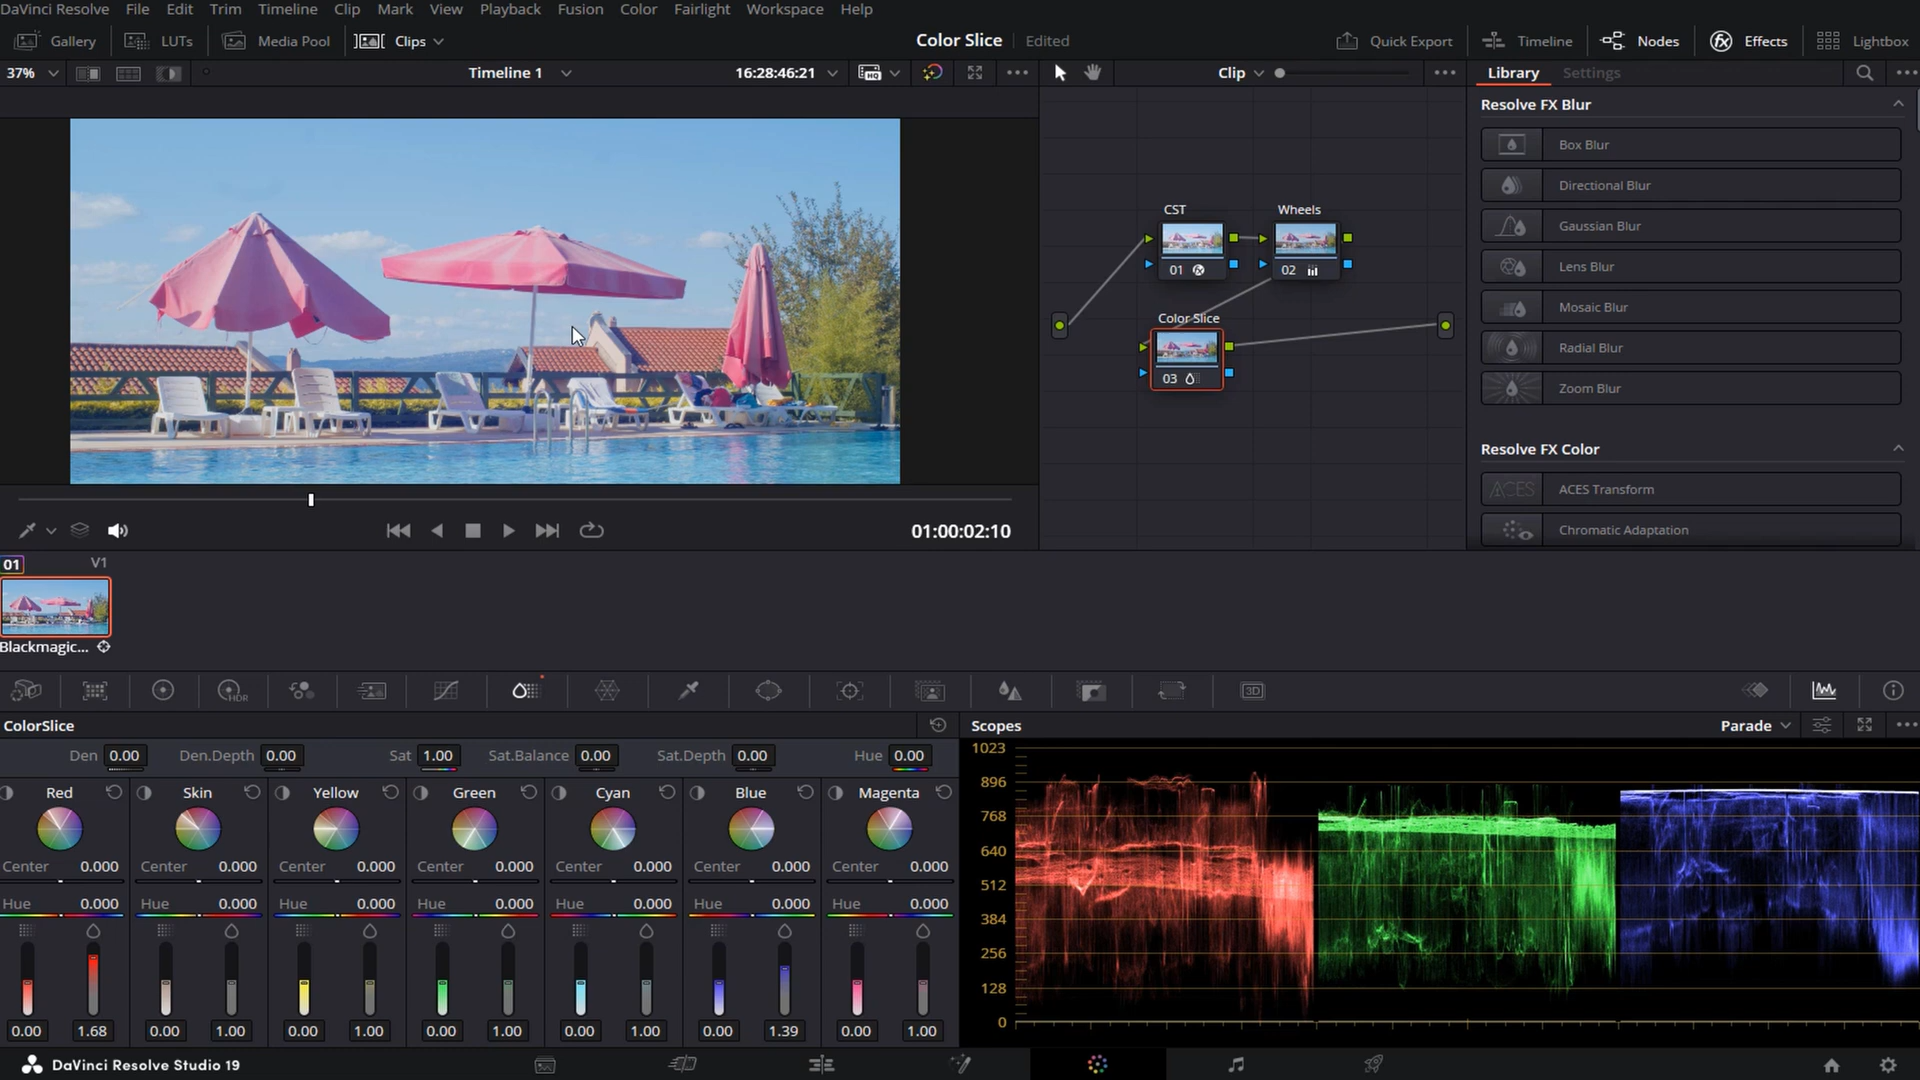 DaVinci Resolve File Edit Trim Timeline Clip Mark View Playback Fusion Color Fairlight Workspace Help
Gallery LUTs Media Pool Clips Color Slice Edited Quick Export Timeline Nodes Effects Lightbox
37% Timeline 1 16:28:46:21 HQ Clip Library Settings
Resolve FX Blur
Box Blur
Directional Blur
Gaussian Blur
Lens Blur
Mosaic Blur
Radial Blur
Zoom Blur
Resolve FX Color
ACES ACES Transform
Chromatic Adaptation
CST Wheels
01 02
Color Slice
03
01:00:02:10
01 V1
Blackmagic...
HDR
3D
ColorSlice
Den 0.00 Den.Depth 0.00 Sat 1.00 Sat.Balance 0.00 Sat.Depth 0.00 Hue 0.00
Red Skin Yellow Green Cyan Blue Magenta
Center 0.000 Center 0.000 Center 0.000 Center 0.000 Center 0.000 Center 0.000 Center 0.000
Hue 0.000 Hue 0.000 Hue 0.000 Hue 0.000 Hue 0.000 Hue 0.000 Hue 0.000
0.00 1.68 0.00 1.00 0.00 1.00 0.00 1.00 0.00 1.00 0.00 1.39 0.00 1.00
Scopes Parade
1023
896
768
640
512
384
256
128
0
DaVinci Resolve Studio 19